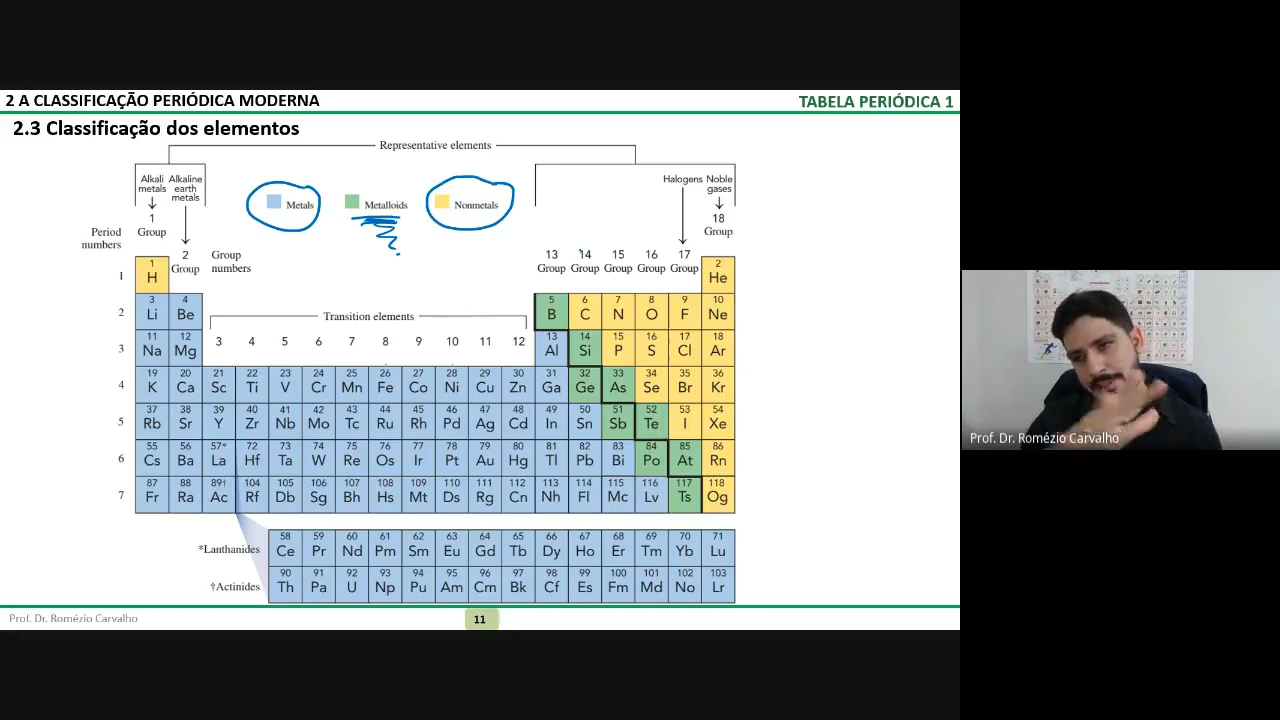 2 A CLASSIFICAÇÃO PERIÓDICA MODERNA
TABELA PERIÓDICA 1
2.3 Classificação dos elementos
Representative elements
Alkali metals
Alkaline earth metals
Halogens
Noble gases
Metals
Metalloids
Nonmetals
?
1 Group
18 Group
Period numbers
2 Group
Group numbers
13 Group 14 Group 15 Group 16 Group 17 Group
1
1 H 2 He
2
3 Li 4 Be 5 B 6 C 7 N 8 O 9 F 10 Ne
Transition elements
3 4 5 6 7 8 9 10 11 12
3
11 Na 12 Mg 13 Al 14 Si 15 P 16 S 17 Cl 18 Ar
4
19 K 20 Ca 21 Sc 22 Ti 23 V 24 Cr 25 Mn 26 Fe 27 Co 28 Ni 29 Cu 30 Zn 31 Ga 32 Ge 33 As 34 Se 35 Br 36 Kr
5
37 Rb 38 Sr 39 Y 40 Zr 41 Nb 42 Mo 43 Tc 44 Ru 45 Rh 46 Pd 47 Ag 48 Cd 49 In 50 Sn 51 Sb 52 Te 53 I 54 Xe
6
55 Cs 56 Ba 57* La 72 Hf 73 Ta 74 W 75 Re 76 Os 77 Ir 78 Pt 79 Au 80 Hg 81 Tl 82 Pb 83 Bi 84 Po 85 At 86 Rn
7
87 Fr 88 Ra 89† Ac 104 Rf 105 Db 106 Sg 107 Bh 108 Hs 109 Mt 110 Ds 111 Rg 112 Cn 113 Nh 114 Fl 115 Mc 116 Lv 117 Ts 118 Og
*Lanthanides
58 Ce 59 Pr 60 Nd 61 Pm 62 Sm 63 Eu 64 Gd 65 Tb 66 Dy 67 Ho 68 Er 69 Tm 70 Yb 71 Lu
†Actinides
90 Th 91 Pa 92 U 93 Np 94 Pu 95 Am 96 Cm 97 Bk 98 Cf 99 Es 100 Fm 101 Md 102 No 103 Lr
Prof. Dr. Romézio Carvalho
11
Prof. Dr. Romézio Carvalho